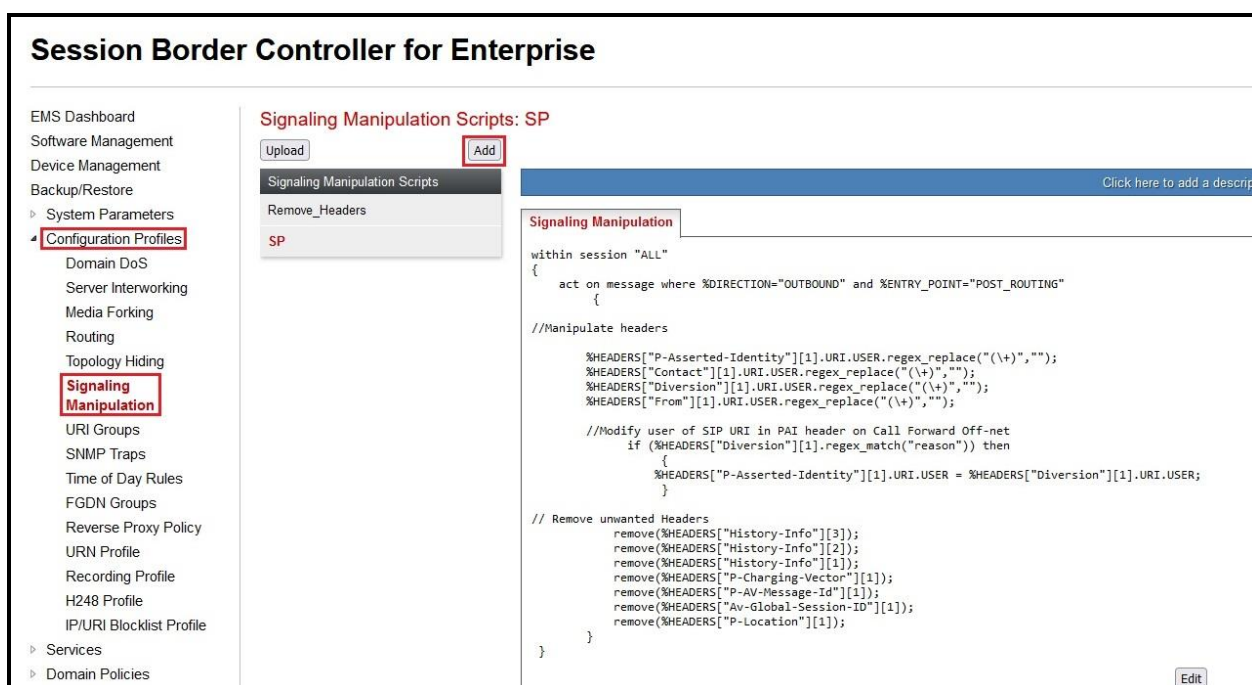 Session Border Controller for Enterprise
EMS Dashboard
Software Management
Device Management
Backup/Restore
System Parameters
Configuration Profiles
Domain DoS
Server Interworking
Media Forking
Routing
Topology Hiding
Signaling
Manipulation
URI Groups
SNMP Traps
Time of Day Rules
FGDN Groups
Reverse Proxy Policy
URN Profile
Recording Profile
H248 Profile
IP/URI Blocklist Profile
Services
Domain Policies
Signaling Manipulation Scripts: SP
Upload
Add
Signaling Manipulation Scripts
Remove_Headers
SP
Click here to add a descrip
Signaling Manipulation
within session "ALL"
{
act on message where %DIRECTION="OUTBOUND" and %ENTRY_POINT="POST_ROUTING"
{
//Manipulate headers
%HEADERS["P-Asserted-Identity"][1].URI.USER.regex_replace("(\+)","");
%HEADERS["Contact"][1].URI.USER.regex_replace("(\+)","");
%HEADERS["Diversion"][1].URI.USER.regex_replace("(\+)","");
%HEADERS["From"][1].URI.USER.regex_replace("(\+)","");
//Modify user of SIP URI in PAI header on Call Forward Off-net
if (%HEADERS["Diversion"][1].regex_match("reason")) then
{
%HEADERS["P-Asserted-Identity"][1].URI.USER = %HEADERS["Diversion"][1].URI.USER;
}
// Remove unwanted Headers
remove(%HEADERS["History-Info"][3]);
remove(%HEADERS["History-Info"][2]);
remove(%HEADERS["History-Info"][1]);
remove(%HEADERS["P-Charging-Vector"][1]);
remove(%HEADERS["P-AV-Message-Id"][1]);
remove(%HEADERS["Av-Global-Session-ID"][1]);
remove(%HEADERS["P-Location"][1]);
}
}
Edit